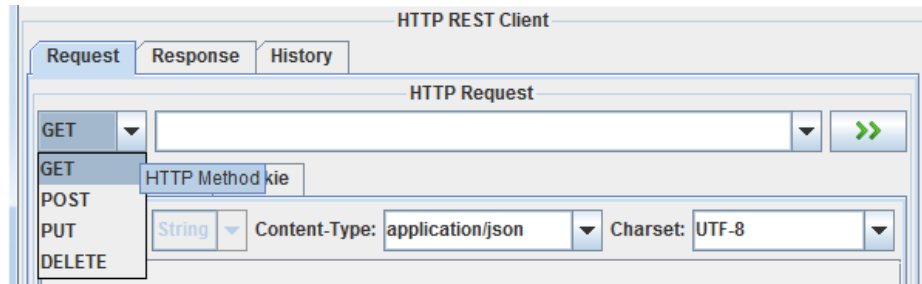 HTTP REST Client
Request Response History
HTTP Request
GET
GET
HTTP Method kie
POST
PUT
String Content-Type: application/json Charset: UTF-8
DELETE